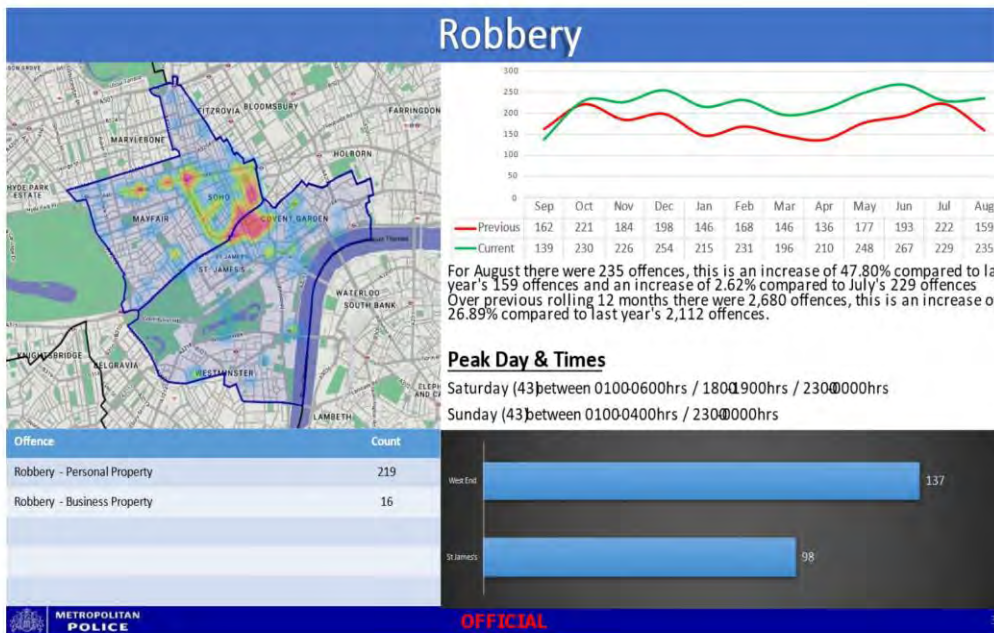 Robbery
FITZROVIA
BLOOMSBURY
FARRINGDON
MARYLEBONE
HOLBORN
HYDE PARK
ESTATE
SOHO
MAYFAIR
COVENT GARDEN
ST JAMES'S
WATERLOO
SOUTH BANK
KNIGHTSBRIDGE
BELGRAVIA
WESTMINSTER
LAMBETH
300
250
200
150
100
50
0
Sep Oct Nov Dec Jan Feb Mar Apr May Jun Jul Aug
Previous 162 221 184 198 146 168 146 136 177 193 222 159
Current 139 230 226 254 215 231 196 210 248 267 229 235
For August there were 235 offences, this is an increase of 47.80% compared to la
year's 159 offences and an increase of 2.62% compared to July's 229 offences
Over previous rolling 12 months there were 2,680 offences, this is an increase o
26.89% compared to last year's 2,112 offences.
Peak Day & Times
Saturday (43) between 0100-0600hrs / 1800-1900hrs / 2300-0000hrs
Sunday (43) between 0100-0400hrs / 2300-0000hrs
Offence Count
Robbery - Personal Property 219
Robbery - Business Property 16
West End 137
St James's 98
METROPOLITAN
POLICE
OFFICIAL